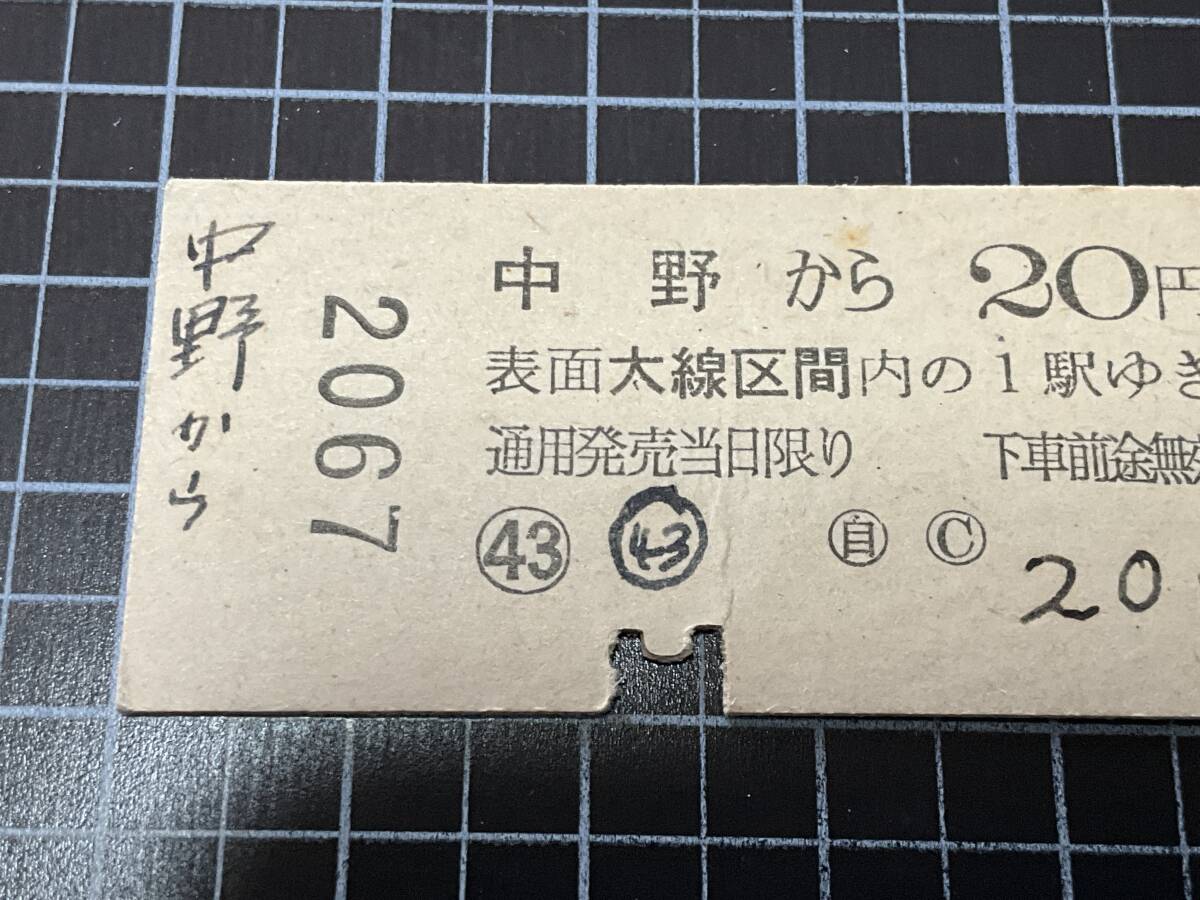 中野から
2067
中野から20円
表面太線区間内の1駅ゆき
通用発売当日限り 下車前途無効
㊸ ㊸ 自 Ⓒ
20